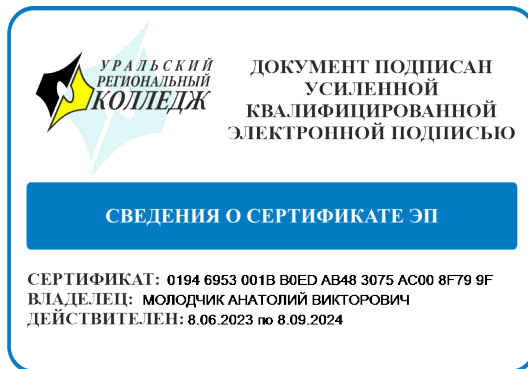 УРАЛЬСКИЙ
РЕГИОНАЛЬНЫЙ
КОЛЛЕДЖ
ДОКУМЕНТ ПОДПИСАН
УСИЛЕННОЙ
КВАЛИФИЦИРОВАННОЙ
ЭЛЕКТРОННОЙ ПОДПИСЬЮ
СВЕДЕНИЯ О СЕРТИФИКАТЕ ЭП
СЕРТИФИКАТ: 0194 6953 001B B0ED AB48 3075 AC00 8F79 9F
ВЛАДЕЛЕЦ: МОЛОДЧИК АНАТОЛИЙ ВИКТОРОВИЧ
ДЕЙСТВИТЕЛЕН: 8.06.2023 по 8.09.2024